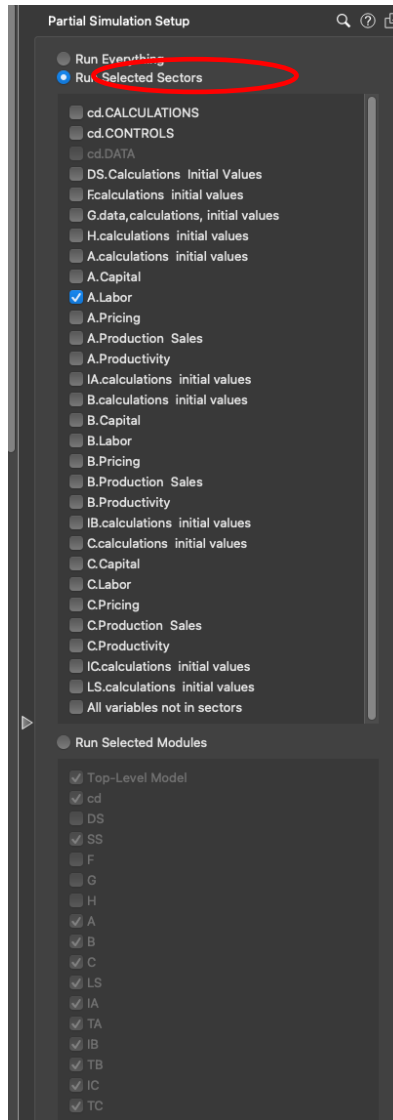 Partial Simulation Setup
Run Everything
Run Selected Sectors
cd.CALCULATIONS
cd.CONTROLS
cd.DATA
DS.Calculations Initial Values
F.calculations initial values
G.data,calculations, initial values
H.calculations initial values
A.calculations initial values
A.Capital
A.Labor
A.Pricing
A.Production Sales
A.Productivity
IA.calculations initial values
B.calculations initial values
B.Capital
B.Labor
B.Pricing
B.Production Sales
B.Productivity
IB.calculations initial values
C.calculations initial values
C.Capital
C.Labor
C.Pricing
C.Production Sales
C.Productivity
IC.calculations initial values
LS.calculations initial values
All variables not in sectors
Run Selected Modules
Top-Level Model
cd
DS
SS
F
G
H
A
B
C
LS
IA
TA
IB
TB
IC
TC